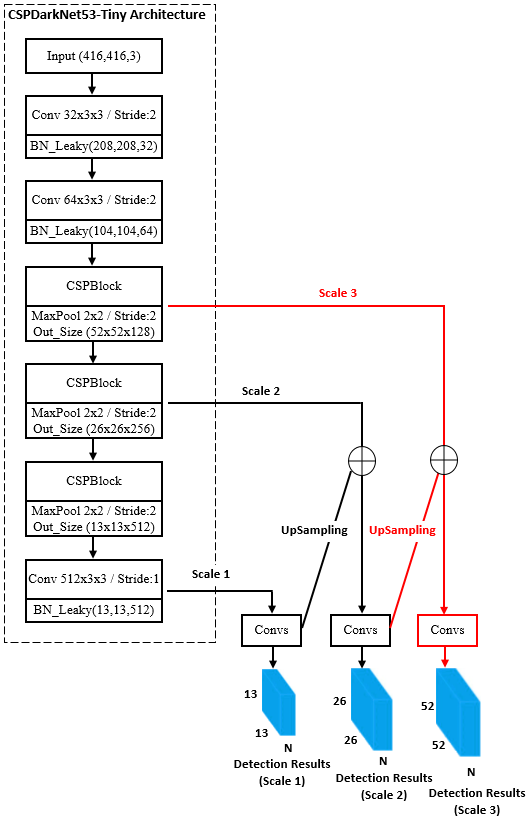 CSPDarkNet53-Tiny Architecture
Input (416,416,3)
Conv 32x3x3 / Stride:2
BN_Leaky(208,208,32)
Conv 64x3x3 / Stride:2
BN_Leaky(104,104,64)
CSPBlock
MaxPool 2x2 / Stride:2
Out_Size (52x52x128)
Scale 3
CSPBlock
MaxPool 2x2 / Stride:2
Out_Size (26x26x256)
Scale 2
CSPBlock
MaxPool 2x2 / Stride:2
Out_Size (13x13x512)
UpSampling
UpSampling
Conv 512x3x3 / Stride:1
BN_Leaky(13,13,512)
Scale 1
Convs
Convs
Convs
13
13
N
Detection Results
(Scale 1)
26
26
N
Detection Results
(Scale 2)
52
52
N
Detection Results
(Scale 3)